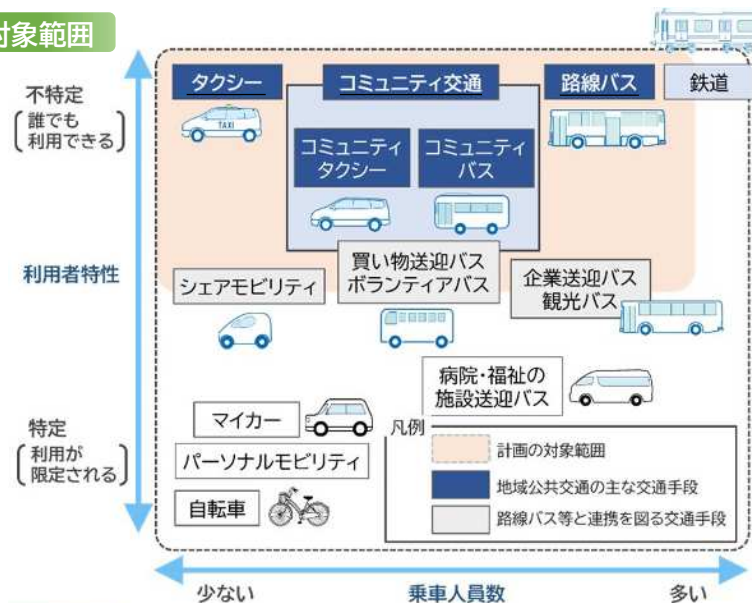 対象範囲
不特定
誰でも
利用できる
利用者特性
特定
利用が
限定される
タクシー
コミュニティ交通
路線バス
鉄道
TAXI
コミュニティ
タクシー
コミュニティ
バス
シェアモビリティ
買い物送迎バス
ボランティアバス
企業送迎バス
観光バス
病院・福祉の
施設送迎バス
マイカー
パーソナルモビリティ
自転車
凡例
計画の対象範囲
地域公共交通の主な交通手段
路線バス等と連携を図る交通手段
少ない
乗車人員数
多い